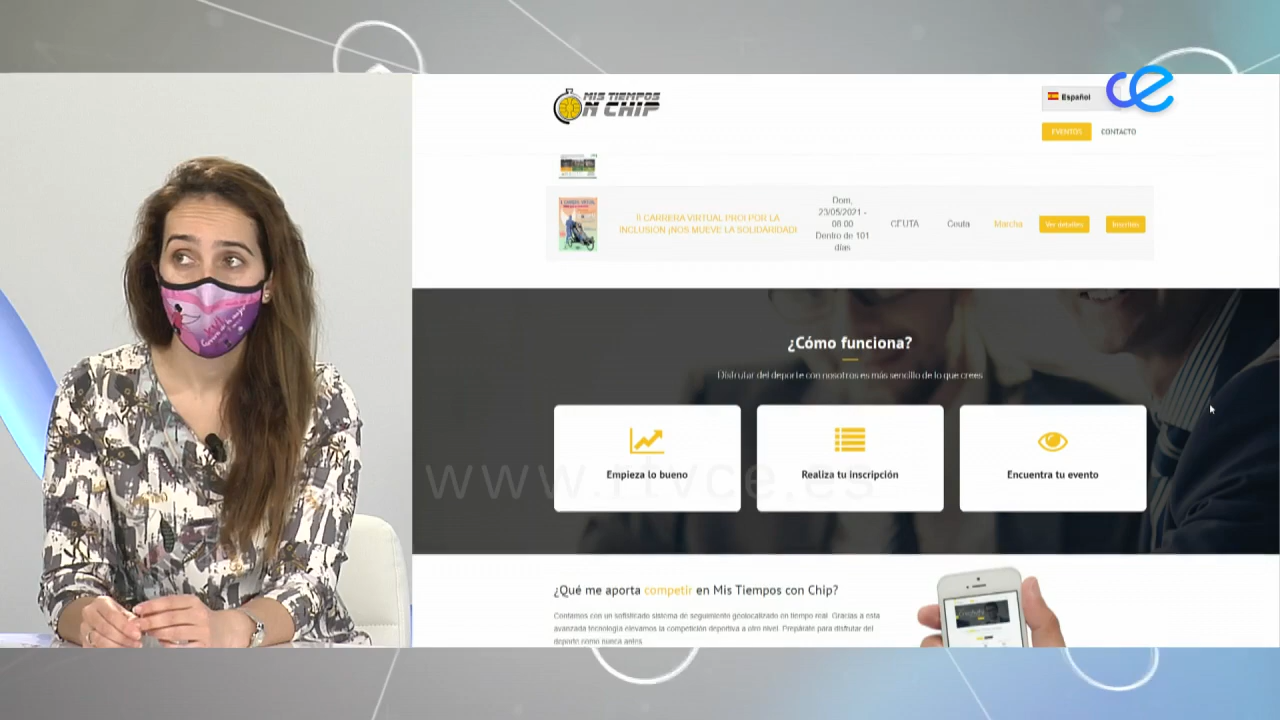 MIS TIEMPOS
ON CHIP
Español
ce
EVENTOS
CONTACTO
II CARRERA VIRTUAL PROI POR LA
INCLUSION ¡NOS MUEVE LA SOLIDARIDAD!
Dom,
23/05/2021 -
08:00
Dentro de 101
días
CEUTA
Ceuta
Marcha
Ver detalles
Inscribis
¿Cómo funciona?
Disfrutar del deporte con nosotros es más sencillo de lo que crees
Empieza lo bueno
Realiza tu inscripción
Encuentra tu evento
www.rtvce.es
¿Qué me aporta competir en Mis Tiempos con Chip?
Contamos con un sofisticado sistema de seguimiento geolocalizado en tiempo real. Gracias a esta
avanzada tecnología elevamos la competición deportiva a otro nivel. Prepárate para disfrutar del
deporte como nunca antes